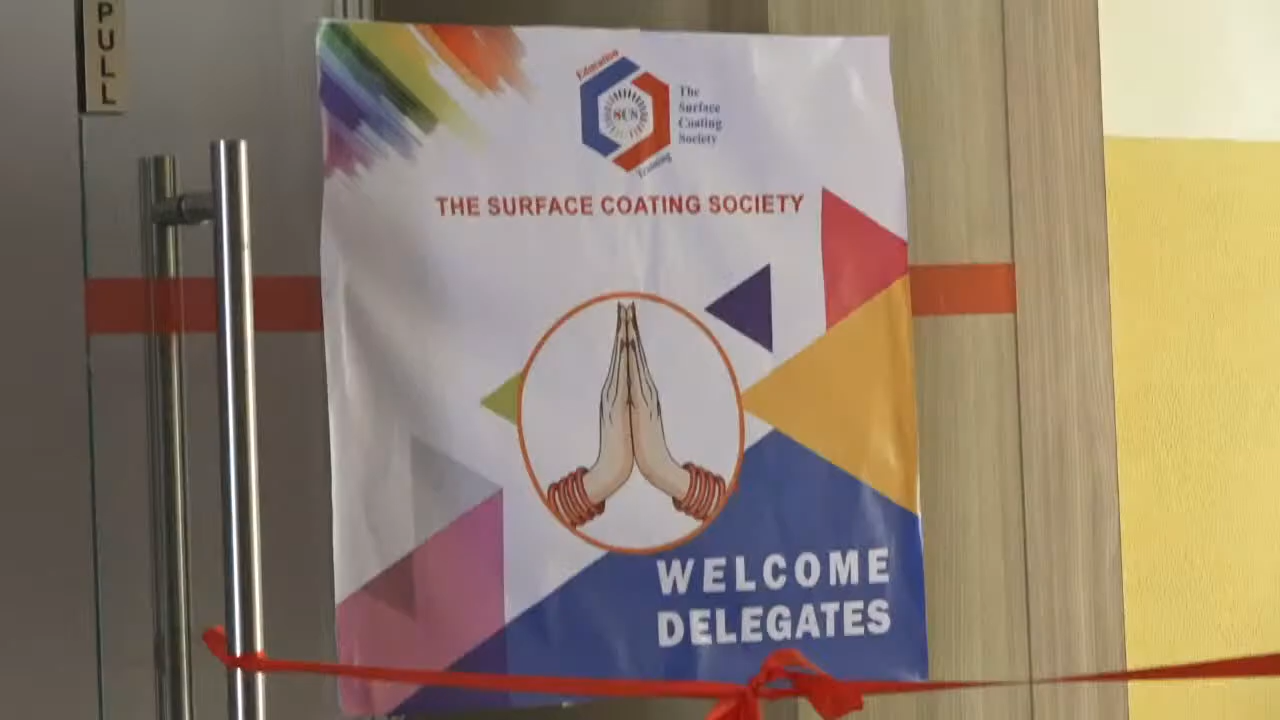 PULL
Education
SCS
The
Surface
Coating
Society
Training
THE SURFACE COATING SOCIETY
WELCOME
DELEGATES